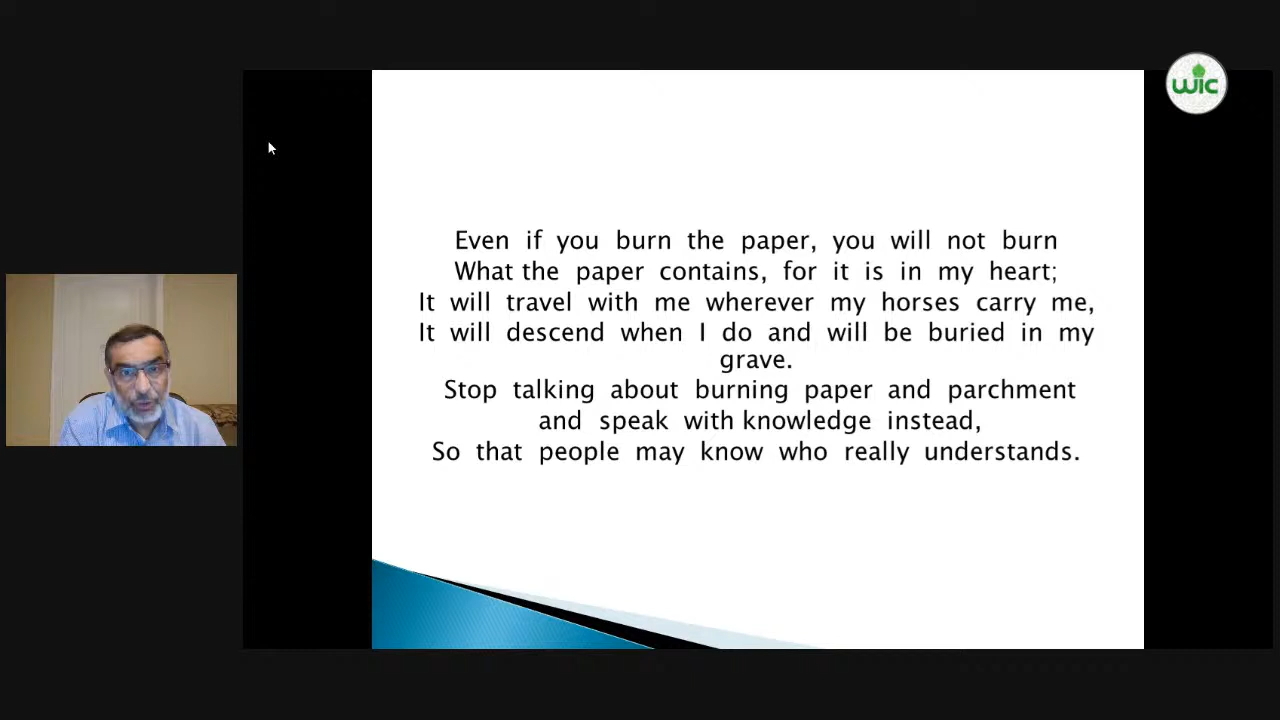 WIC
Even if you burn the paper, you will not burn
What the paper contains, for it is in my heart;
It will travel with me wherever my horses carry me,
It will descend when I do and will be buried in my
grave.
Stop talking about burning paper and parchment
and speak with knowledge instead,
So that people may know who really understands.